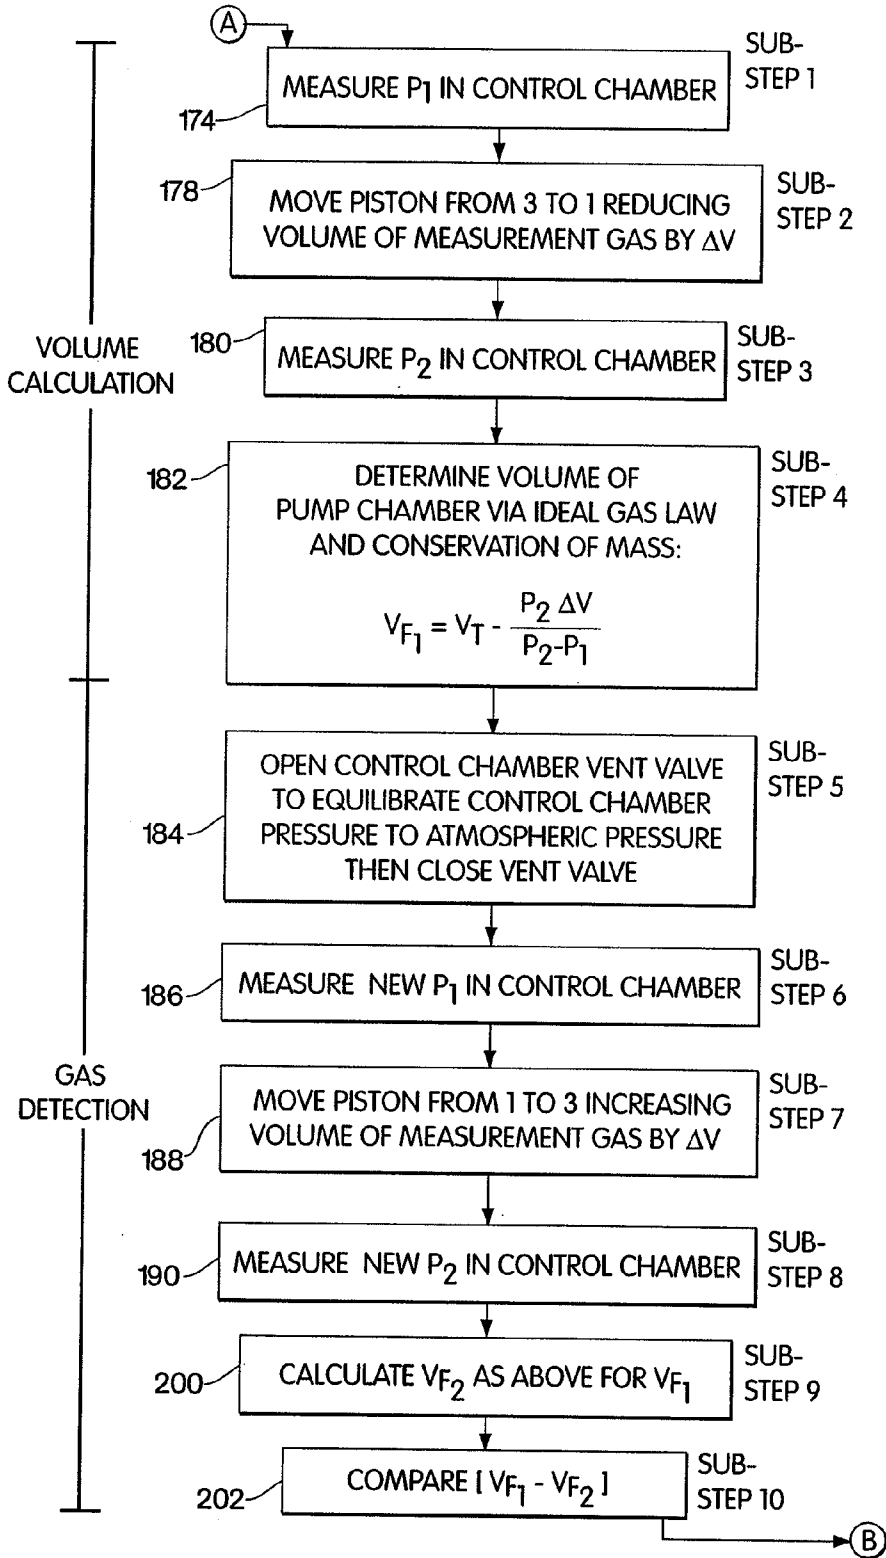 A
SUB-
STEP 1
MEASURE P1 IN CONTROL CHAMBER
174
178
SUB-
STEP 2
MOVE PISTON FROM 3 TO 1 REDUCING
VOLUME OF MEASUREMENT GAS BY ΔV
VOLUME
CALCULATION
180
SUB-
STEP 3
MEASURE P2 IN CONTROL CHAMBER
182
SUB-
STEP 4
DETERMINE VOLUME OF
PUMP CHAMBER VIA IDEAL GAS LAW
AND CONSERVATION OF MASS:
VF1 = VT - P2 ΔV / P2-P1
SUB-
STEP 5
OPEN CONTROL CHAMBER VENT VALVE
TO EQUILIBRATE CONTROL CHAMBER
PRESSURE TO ATMOSPHERIC PRESSURE
THEN CLOSE VENT VALVE
184
SUB-
STEP 6
MEASURE NEW P1 IN CONTROL CHAMBER
186
GAS
DETECTION
SUB-
STEP 7
MOVE PISTON FROM 1 TO 3 INCREASING
VOLUME OF MEASUREMENT GAS BY ΔV
188
SUB-
STEP 8
MEASURE NEW P2 IN CONTROL CHAMBER
190
SUB-
STEP 9
CALCULATE VF2 AS ABOVE FOR VF1
200
SUB-
STEP 10
COMPARE [ VF1 - VF2 ]
202
B